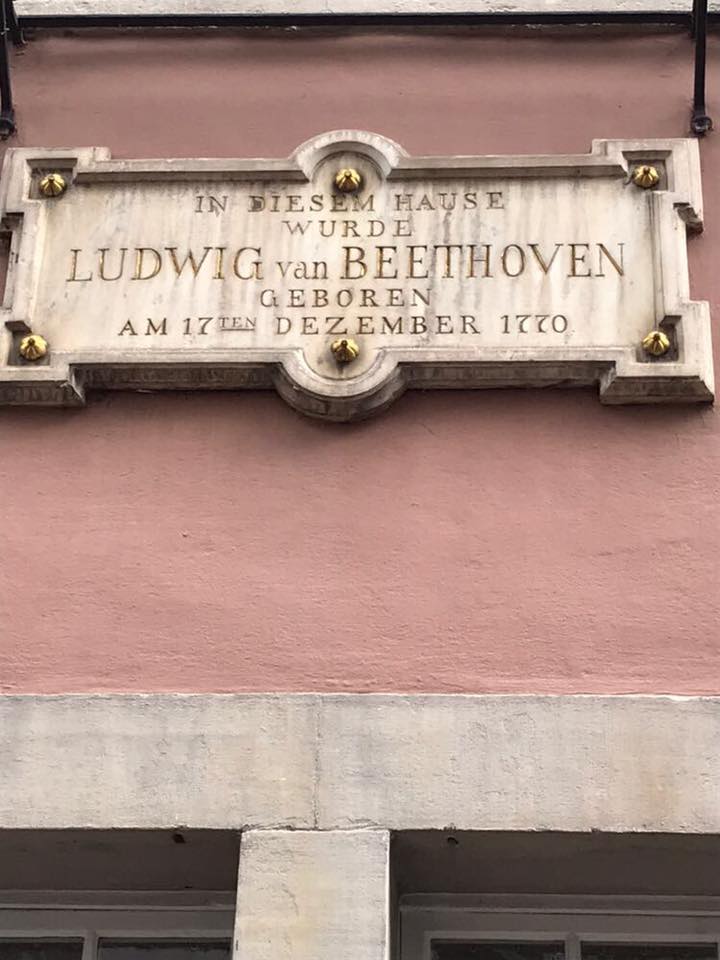 IN DIESEM HAUSE
WURDE
LUDWIG van BEETHOVEN
GEBOREN
AM 17TEN DEZEMBER 1770.